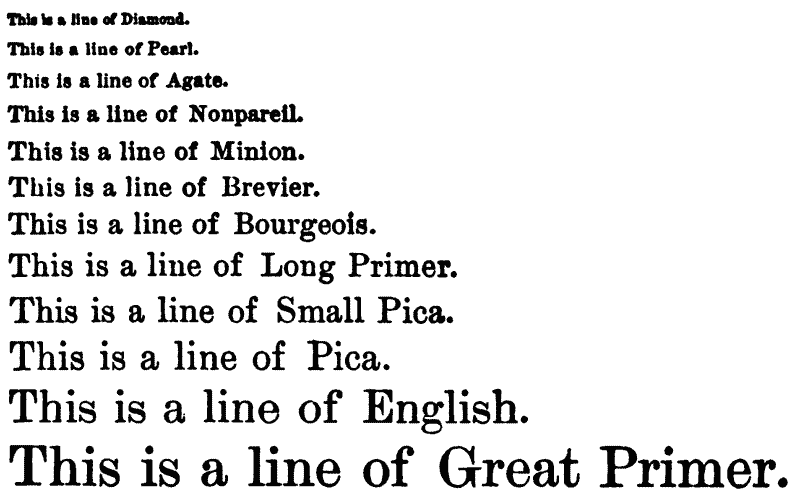 This is a line of Diamond.
This is a line of Pearl.
This is a line of Agate.
This is a line of Nonpareil.
This is a line of Minion.
This is a line of Brevier.
This is a line of Bourgeois.
This is a line of Long Primer.
This is a line of Small Pica.
This is a line of Pica.
This is a line of English.
This is a line of Great Primer.